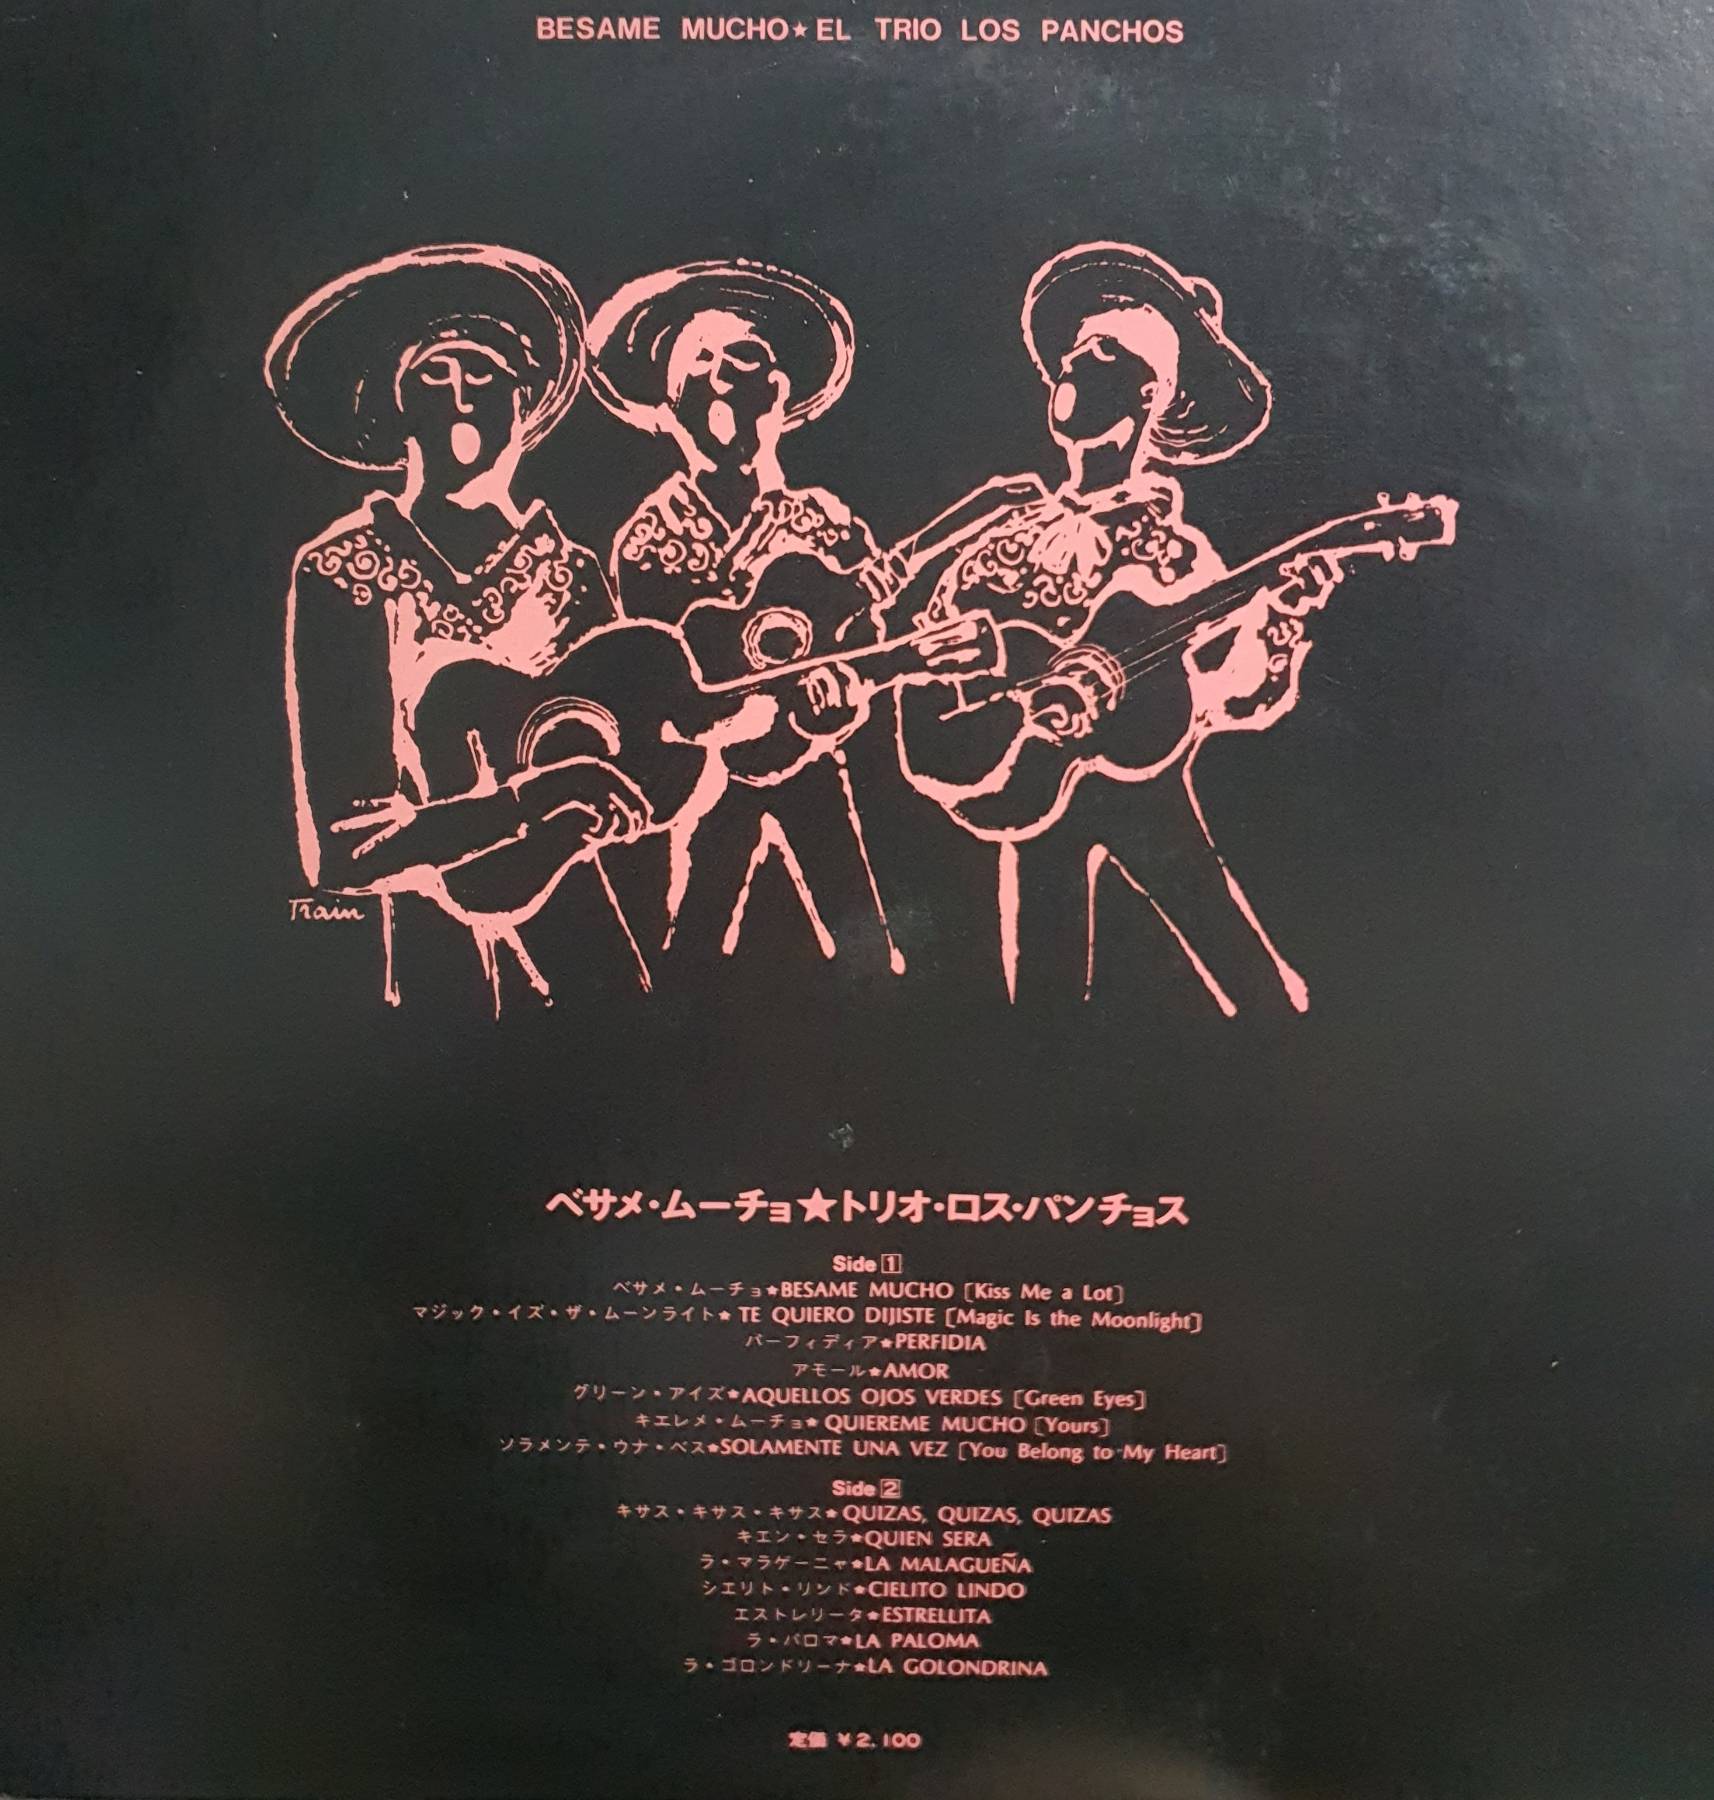 BESAME MUCHO★EL TRIO LOS PANCHOS
Train
ベサメ・ムーチョ★トリオ・ロス・パンチョス
Side 1
ベサメ・ムーチョ★BESAME MUCHO [Kiss Me a Lot]
マジック・イズ・ザ・ムーンライト★TE QUIERO DIJISTE [Magic Is the Moonlight]
パーフィディア★PERFIDIA
アモール★AMOR
グリーン・アイズ★AQUELLOS OJOS VERDES [Green Eyes]
キエレメ・ムーチョ★QUIEREME MUCHO [Yours]
ソラメンテ・ウナ・ベス★SOLAMENTE UNA VEZ [You Belong to My Heart]
Side 2
キサス・キサス・キサス★QUIZAS, QUIZAS, QUIZAS
キエン・セラ★QUIEN SERA
ラ・マラゲーニャ★LA MALAGUEÑA
シエリト・リンド★CIELITO LINDO
エストレリータ★ESTRELLITA
ラ・パロマ★LA PALOMA
ラ・ゴロンドリーナ★LA GOLONDRINA
定価 ¥2,100